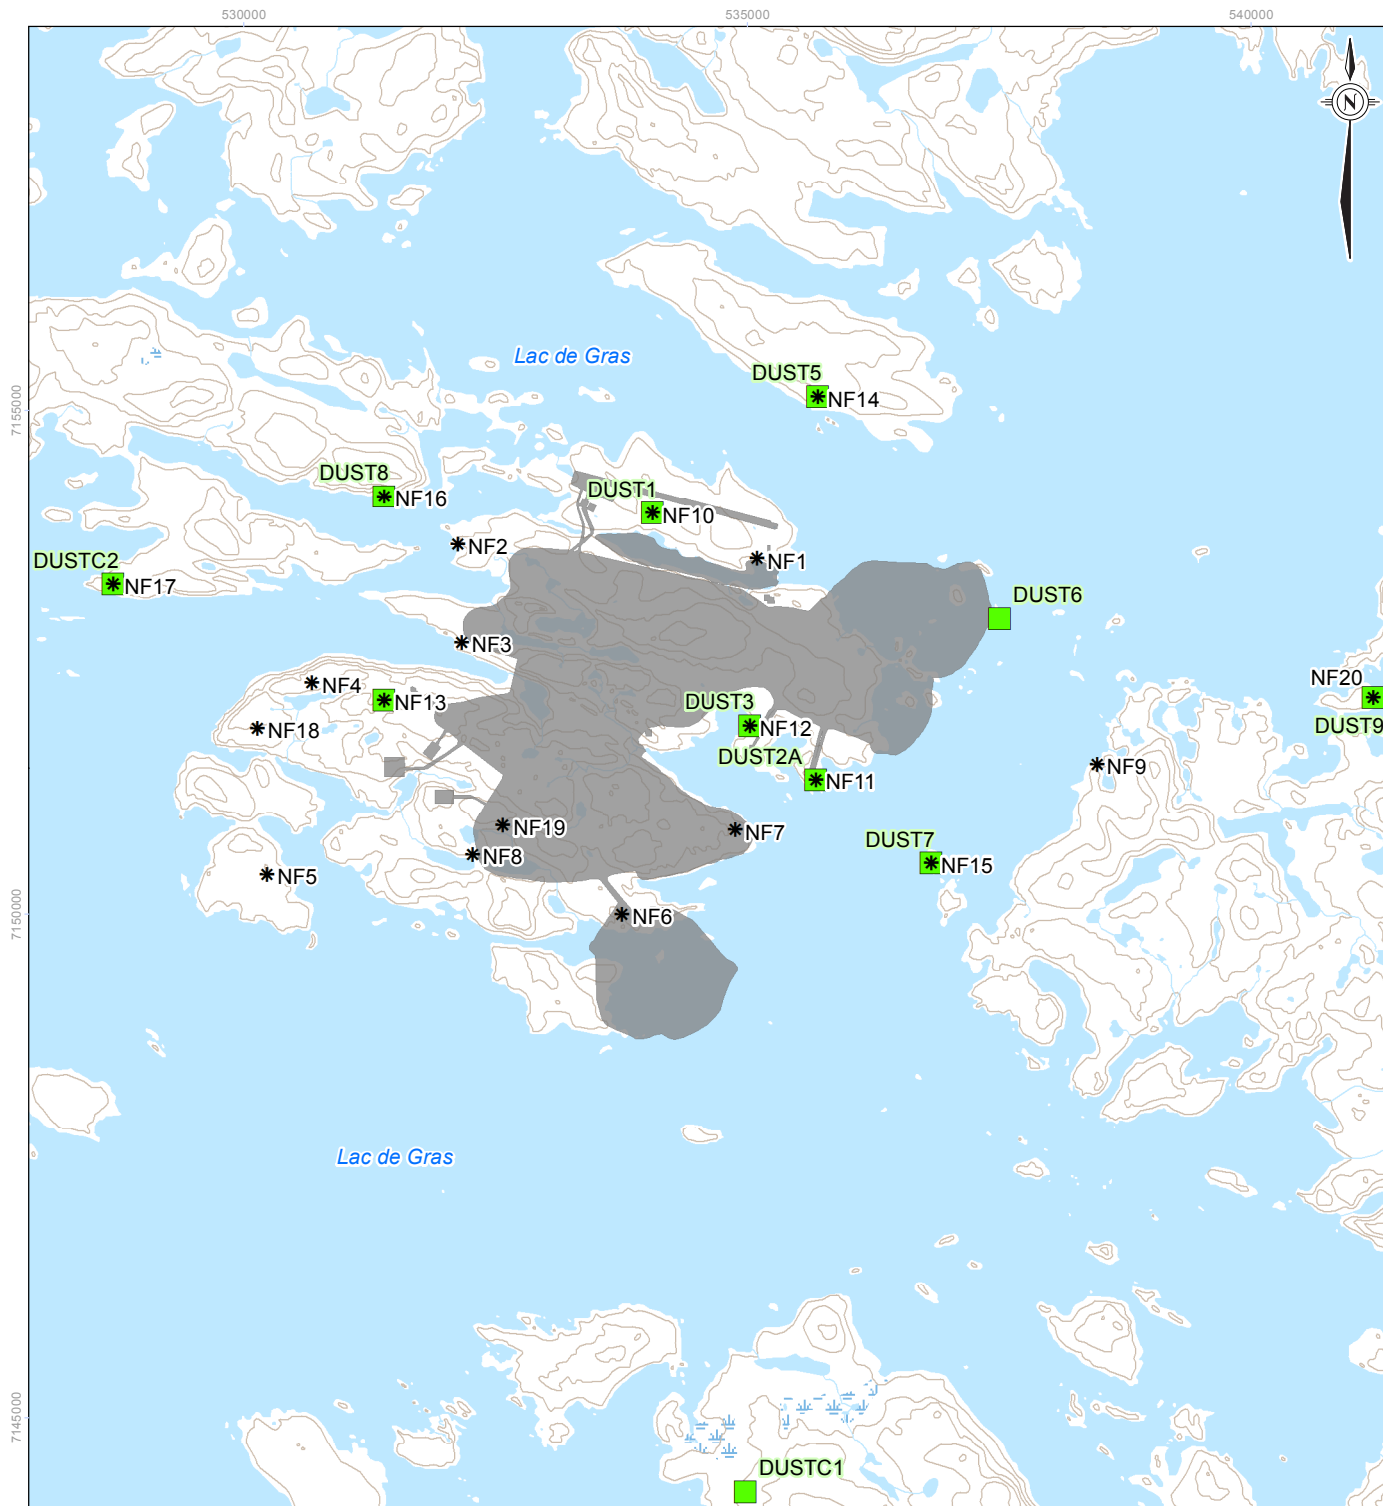 530000
535000
540000
N
Lac de Gras
DUST5
NF14
7155000
DUST8
NF16
DUST1
NF10
NF2
NF1
DUSTC2
NF17
DUST6
NF3
NF4
NF20
NF13
DUST3
NF12
DUST9
NF18
DUST2A
NF11
NF9
NF19
NF7
DUST7
NF8
NF15
NF5
7150000
NF6
Lac de Gras
7145000
DUSTC1